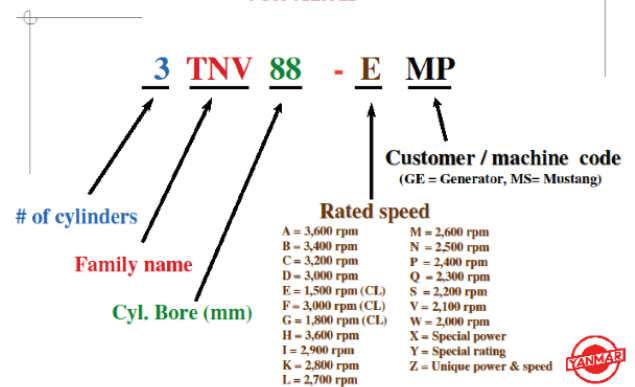 3 TNV 88 - E MP
Customer / machine code
(GE = Generator, MS= Mustang)
# of cylinders
Family name
Cyl. Bore (mm)
Rated speed
A = 3,600 rpm
B = 3,400 rpm
C = 3,200 rpm
D = 3,000 rpm
E = 1,500 rpm (CL)
F = 3,000 rpm (CL)
G = 1,800 rpm (CL)
H = 3,600 rpm
I = 2,900 rpm
K = 2,800 rpm
L = 2,700 rpm
M = 2,600 rpm
N = 2,500 rpm
P = 2,400 rpm
Q = 2,300 rpm
S = 2,200 rpm
V = 2,100 rpm
W = 2,000 rpm
X = Special power
Y = Special rating
Z = Unique power & speed
YANMAR